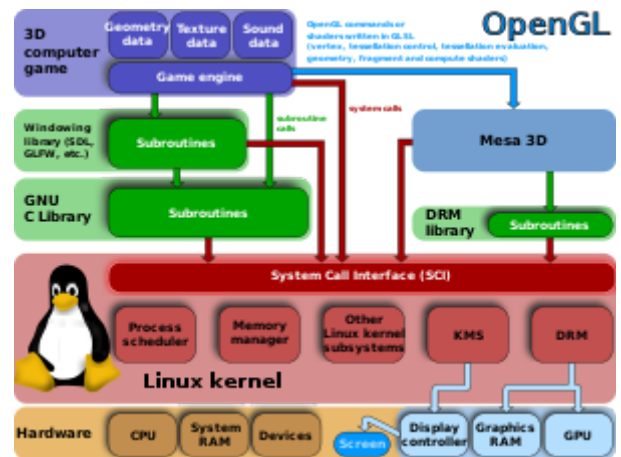 3D
computer
game
Geometry
data
Texture
data
Sound
data
Game engine
OpenGL commands or
shaders written in GLSL
(vertex, tessellation control, tessellation evaluation,
geometry, fragment and compute shaders)
OpenGL
system calls
subroutine
calls
Windowing
library (SDL,
GLFW, etc.)
Subroutines
Mesa 3D
GNU
C Library
Subroutines
DRM
library
Subroutines
System Call Interface (SCI)
Process
scheduler
Memory
manager
Other
Linux kernel
subsystems
KMS
DRM
Linux kernel
Hardware
CPU
System
RAM
Devices
Screen
Display
controller
Graphics
RAM
GPU